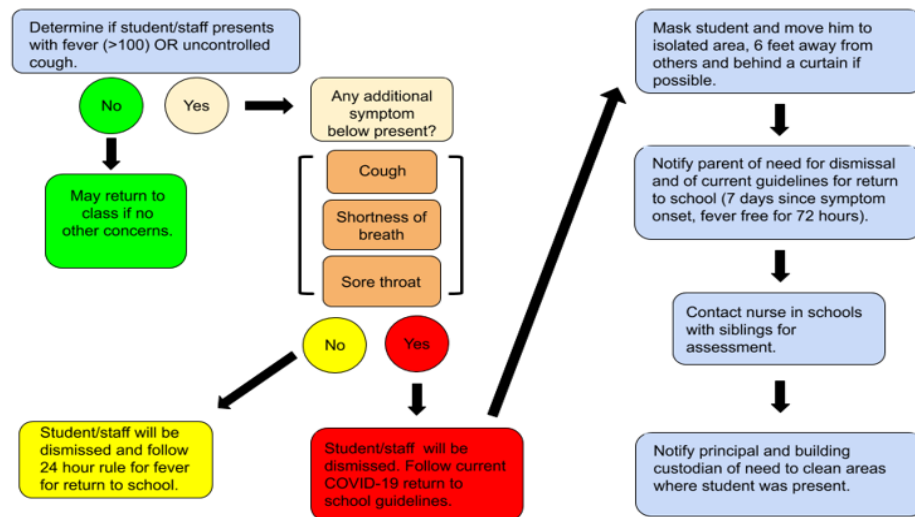 Determine if student/staff presents
with fever (>100) OR uncontrolled
cough.
No
Yes
May return to
class if no
other concerns.
Any additional
symptom
below present?
Cough
Shortness of
breath
Sore throat
No
Yes
Student/staff will be
dismissed and follow
24 hour rule for fever
for return to school.
Student/staff will be
dismissed. Follow current
COVID-19 return to
school guidelines.
Mask student and move him to
isolated area, 6 feet away from
others and behind a curtain if
possible.
Notify parent of need for dismissal
and of current guidelines for return
to school (7 days since symptom
onset, fever free for 72 hours).
Contact nurse in schools
with siblings for
assessment.
Notify principal and building
custodian of need to clean areas
where student was present.